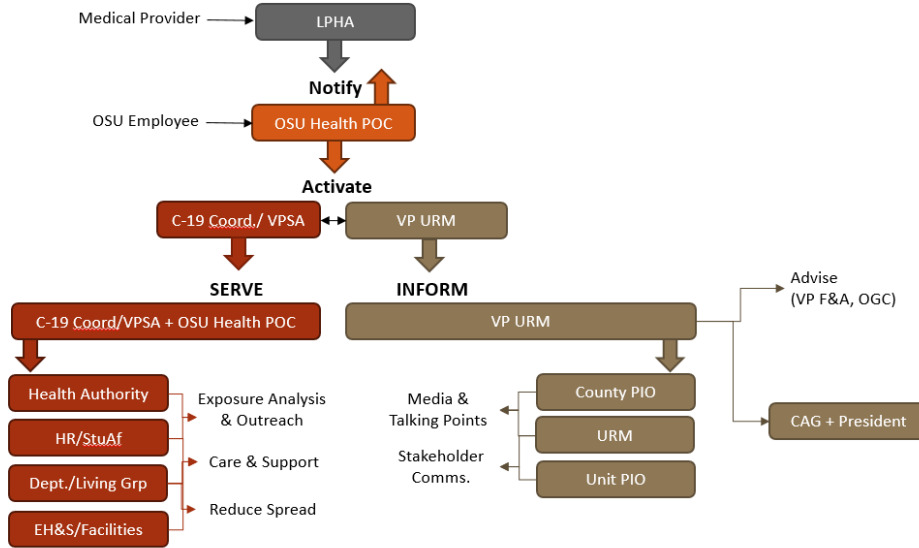 Medical Provider
LPHA
Notify
OSU Employee
OSU Health POC
Activate
C-19 Coord./ VPSA
VP URM
SERVE
INFORM
Advise
(VP F&A, OGC)
C-19 Coord/VPSA + OSU Health POC
VP URM
Health Authority
HR/StuAf
Dept./Living Grp
EH&S/Facilities
Exposure Analysis
& Outreach
Care & Support
Reduce Spread
Media &
Talking Points
Stakeholder
Comms.
County PIO
URM
Unit PIO
CAG + President